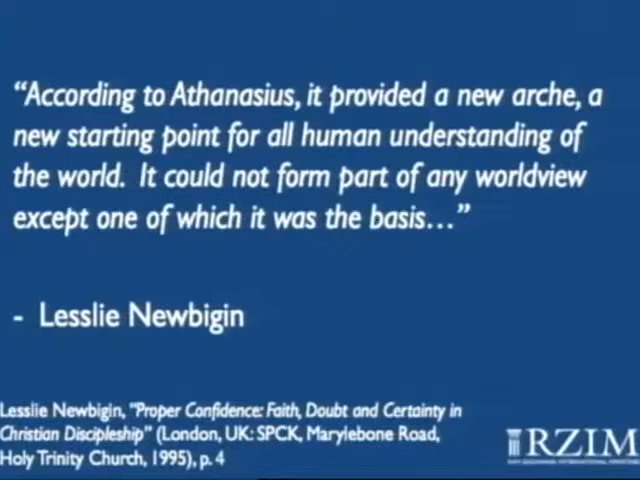 “According to Athanasius, it provided a new arche, a
new starting point for all human understanding of
the world. It could not form part of any worldview
except one of which it was the basis…”
- Lesslie Newbigin
Lesslie Newbigin, “Proper Confidence: Faith, Doubt and Certainty in
Christian Discipleship” (London, UK: SPCK, Marylebone Road,
Holy Trinity Church, 1995), p. 4
RZIM